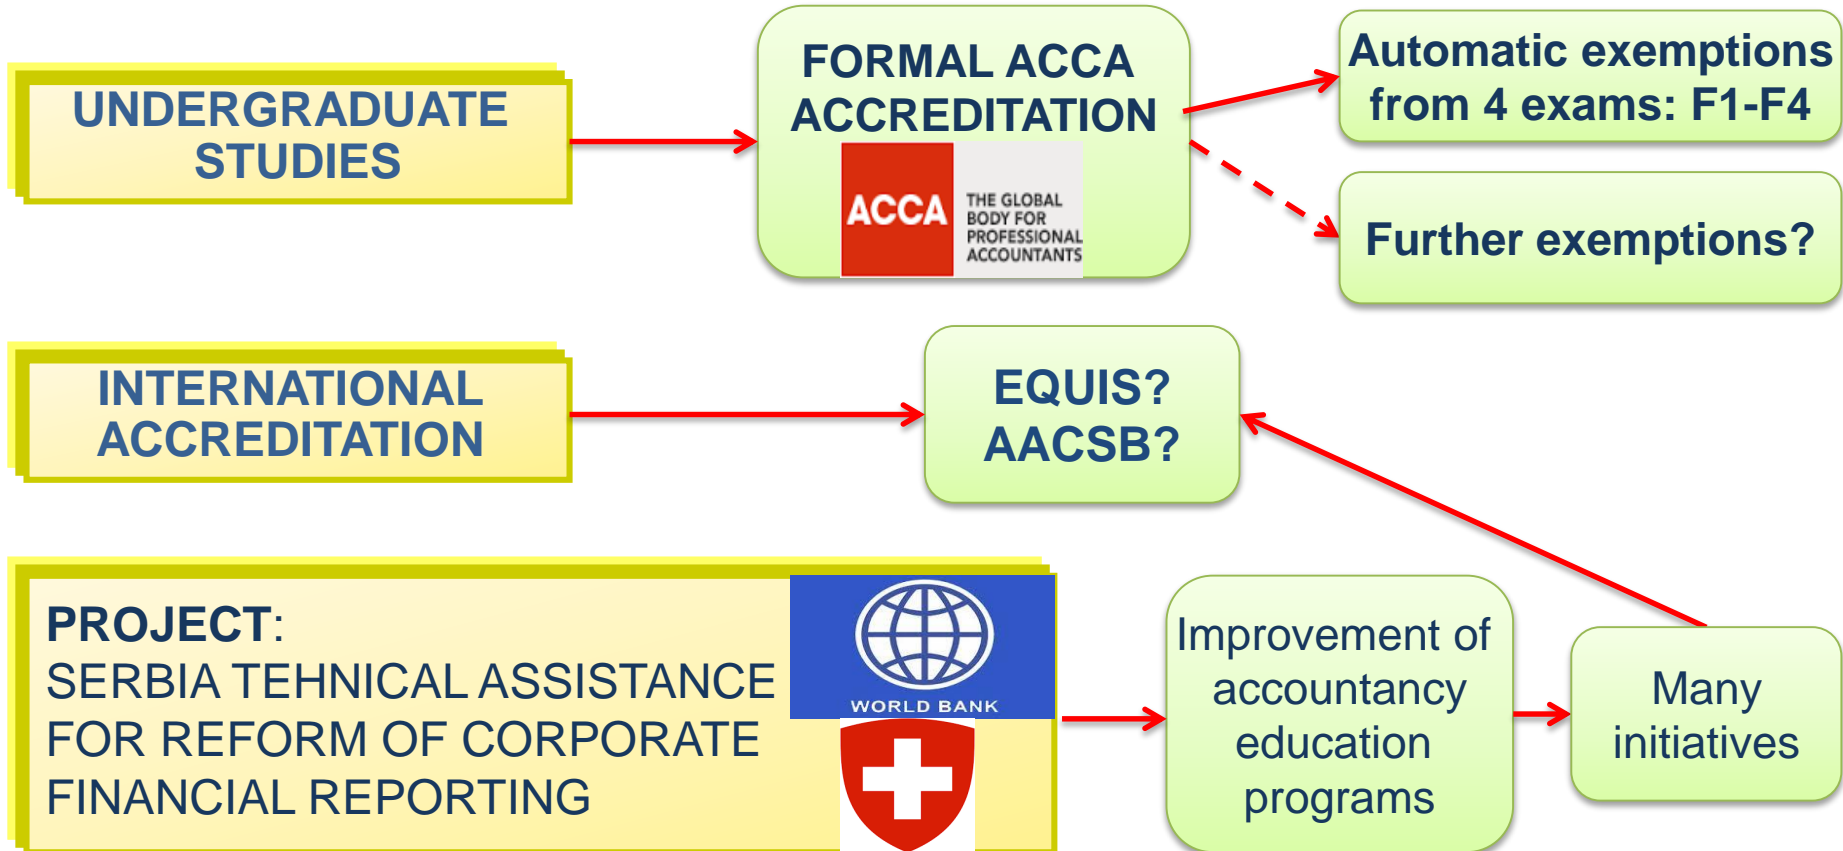 UNDERGRADUATE
STUDIES
FORMAL ACCA
ACCREDITATION
ACCA
THE GLOBAL
BODY FOR
PROFESSIONAL
ACCOUNTANTS
Automatic exemptions
from 4 exams: F1-F4
Further exemptions?
INTERNATIONAL
ACCREDITATION
EQUIS?
AACSB?
PROJECT:
SERBIA TEHNICAL ASSISTANCE
FOR REFORM OF CORPORATE
FINANCIAL REPORTING
WORLD BANK
Improvement of
accountancy
education
programs
Many
initiatives